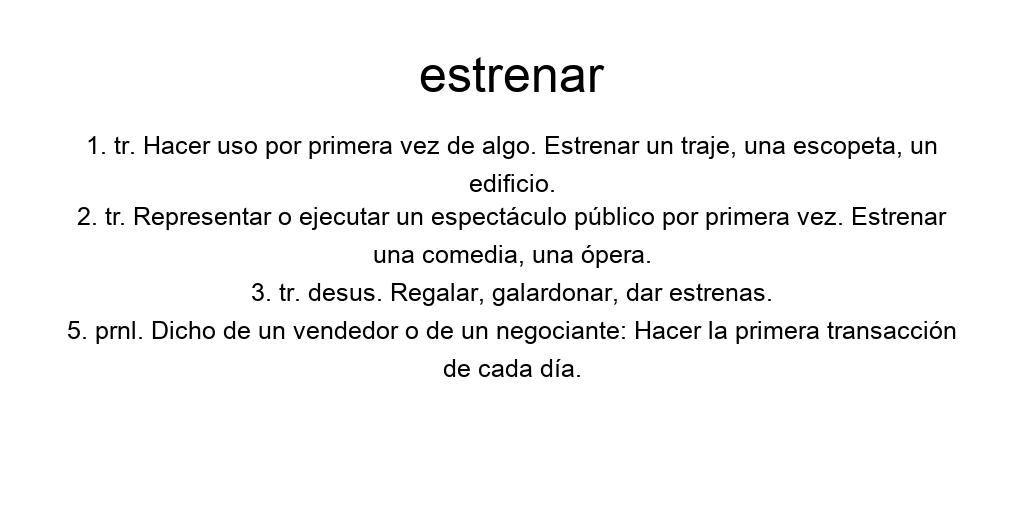 estrenar
1. tr. Hacer uso por primera vez de algo. Estrenar un traje, una escopeta, un
edificio.
2. tr. Representar o ejecutar un espectáculo público por primera vez. Estrenar
una comedia, una ópera.
3. tr. desus. Regalar, galardonar, dar estrenas.
5. prnl. Dicho de un vendedor o de un negociante: Hacer la primera transacción
de cada día.